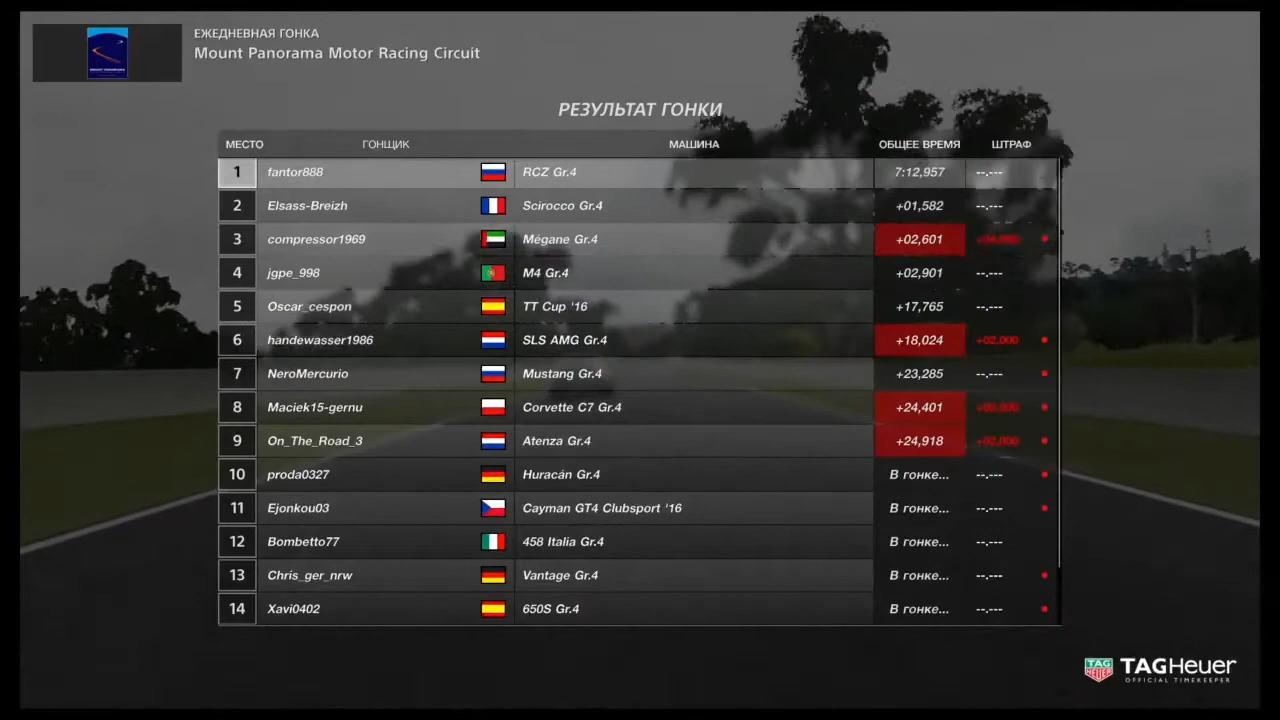 ЕЖЕДНЕВНАЯ ГОНКА
Mount Panorama Motor Racing Circuit
РЕЗУЛЬТАТ ГОНКИ
МЕСТО ГОНЩИК МАШИНА ОБЩЕЕ ВРЕМЯ ШТРАФ
1 fantor888 RCZ Gr.4 7:12,957 --.---
2 Elsass-Breizh Scirocco Gr.4 +01,582 --.---
3 compressor1969 Mégane Gr.4 +02,601
4 jgpe_998 M4 Gr.4 +02,901 --.---
5 Oscar_cespon TT Cup '16 +17,765 --.---
6 handewasser1986 SLS AMG Gr.4 +18,024 +02.000
7 NeroMercurio Mustang Gr.4 +23,285 --.---
8 Maciek15-gernu Corvette C7 Gr.4 +24,401
9 On_The_Road_3 Atenza Gr.4 +24,918 +02.000
10 proda0327 Huracán Gr.4 В гонке... --.---
11 Ejonkou03 Cayman GT4 Clubsport '16 В гонке... --.---
12 Bombetto77 458 Italia Gr.4 В гонке... --.---
13 Chris_ger_nrw Vantage Gr.4 В гонке... --.---
14 Xavi0402 650S Gr.4 В гонке... --.---
TAG HEUER TAGHeuer
OFFICIAL TIMEKEEPER